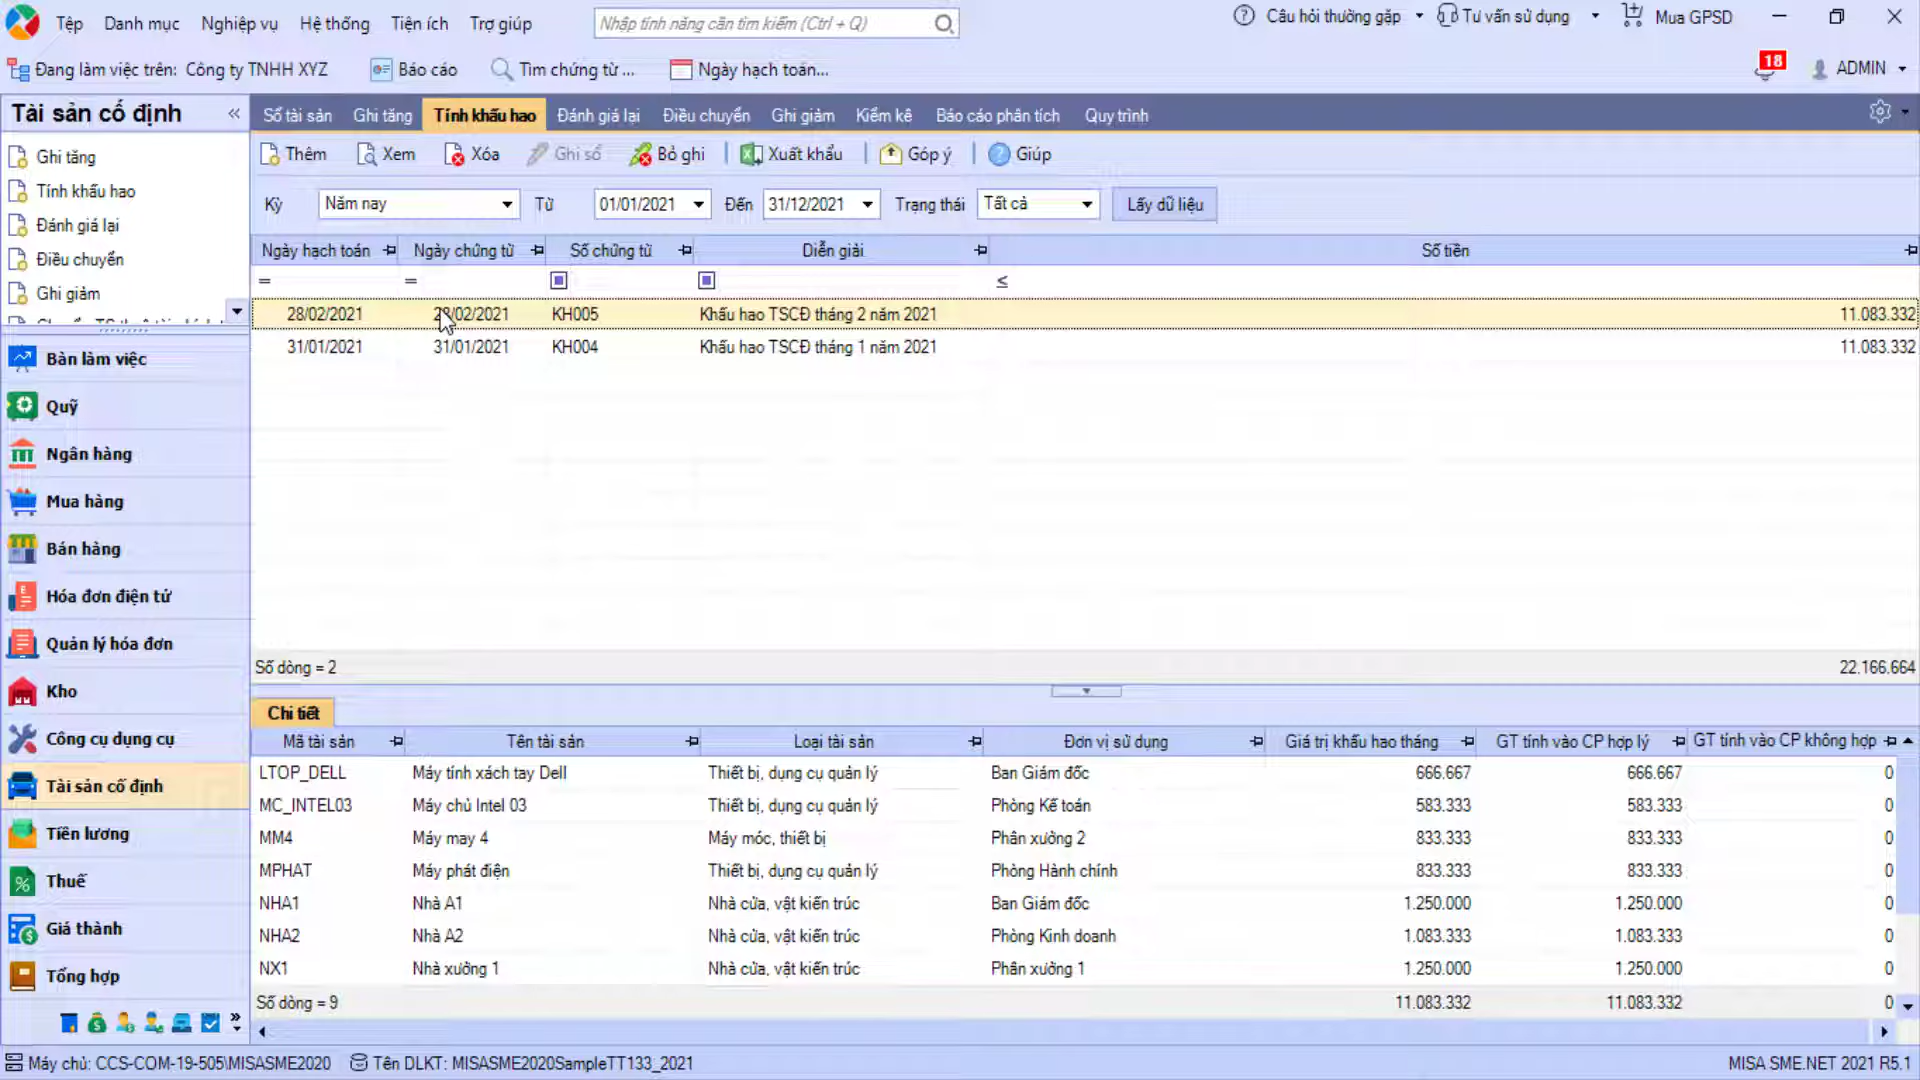 Tệp Danh mục Nghiệp vụ Hệ thống Tiện ích Trợ giúp Nhập tính năng cần tìm kiếm (Ctrl + Q) Câu hỏi thường gặp Tư vấn sử dụng Mua GPSD
Đang làm việc trên: Công ty TNHH XYZ Báo cáo Tìm chứng từ ... Ngày hạch toán... 18 ADMIN
Tài sản cố định « Sổ tài sản Ghi tăng Tính khấu hao Đánh giá lại Điều chuyển Ghi giảm Kiểm kê Báo cáo phân tích Quy trình
Ghi tăng
Tính khấu hao
Đánh giá lại
Điều chuyển
Ghi giảm
Thêm Xem Xóa Ghi sổ Bỏ ghi Xuất khẩu Góp ý Giúp
Kỳ Năm nay Từ 01/01/2021 Đến 31/12/2021 Trạng thái Tất cả Lấy dữ liệu
Ngày hạch toán Ngày chứng từ Số chứng từ Diễn giải Số tiền
= = ≤
28/02/2021 28/02/2021 KH005 Khấu hao TSCĐ tháng 2 năm 2021 11.083.332
31/01/2021 31/01/2021 KH004 Khấu hao TSCĐ tháng 1 năm 2021 11.083.332
Số dòng = 2 22.166.664
Bàn làm việc
Quỹ
Ngân hàng
Mua hàng
Bán hàng
Hóa đơn điện tử
Quản lý hóa đơn
Kho
Công cụ dụng cụ
Tài sản cố định
Tiền lương
Thuế
Giá thành
Tổng hợp
Chi tiết
Mã tài sản Tên tài sản Loại tài sản Đơn vị sử dụng Giá trị khấu hao tháng GT tính vào CP hợp lý GT tính vào CP không hợp
LTOP_DELL Máy tính xách tay Dell Thiết bị, dụng cụ quản lý Ban Giám đốc 666.667 666.667 0
MC_INTEL03 Máy chủ Intel 03 Thiết bị, dụng cụ quản lý Phòng Kế toán 583.333 583.333 0
MM4 Máy may 4 Máy móc, thiết bị Phân xưởng 2 833.333 833.333 0
MPHAT Máy phát điện Thiết bị, dụng cụ quản lý Phòng Hành chính 833.333 833.333 0
NHA1 Nhà A1 Nhà cửa, vật kiến trúc Ban Giám đốc 1.250.000 1.250.000 0
NHA2 Nhà A2 Nhà cửa, vật kiến trúc Phòng Kinh doanh 1.083.333 1.083.333 0
NX1 Nhà xưởng 1 Nhà cửa, vật kiến trúc Phân xưởng 1 1.250.000 1.250.000 0
Số dòng = 9 11.083.332 11.083.332 0
Máy chủ: CCS-COM-19-505\MISASME2020 Tên DLKT: MISASME2020SampleTT133_2021 MISA SME.NET 2021 R5.1